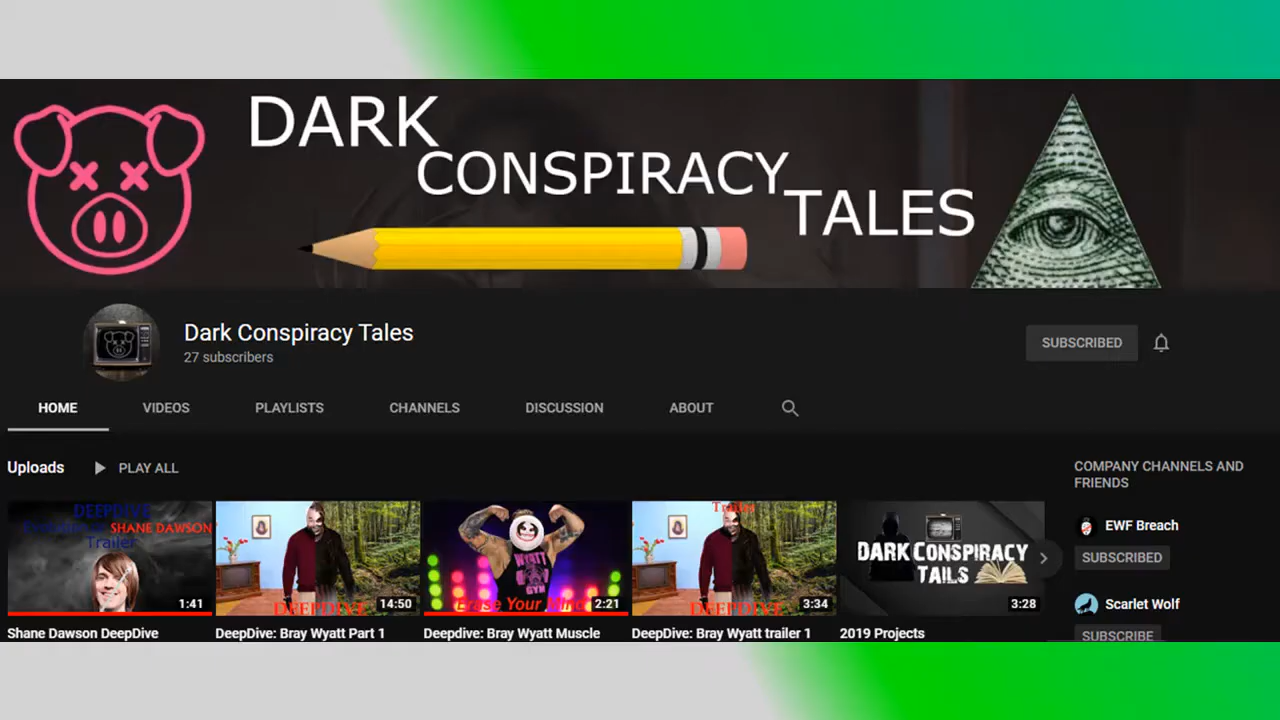 DARK
CONSPIRACY
TALES
Dark Conspiracy Tales
27 subscribers
SUBSCRIBED
HOME VIDEOS PLAYLISTS CHANNELS DISCUSSION ABOUT
Uploads PLAY ALL
COMPANY CHANNELS AND
FRIENDS
DEEPDIVE
SHANE DAWSON
Trailer
1:41
Shane Dawson DeepDive
DEEPDIVE
14:50
DeepDive: Bray Wyatt Part 1
WYATT
GYM
Erase Your Mind
2:21
Deepdive: Bray Wyatt Muscle
Trailer
DEEPDIVE
3:34
DeepDive: Bray Wyatt trailer 1
DARK CONSPIRACY
TAILS
3:28
2019 Projects
EWF Breach
SUBSCRIBED
Scarlet Wolf
SUBSCRIBE